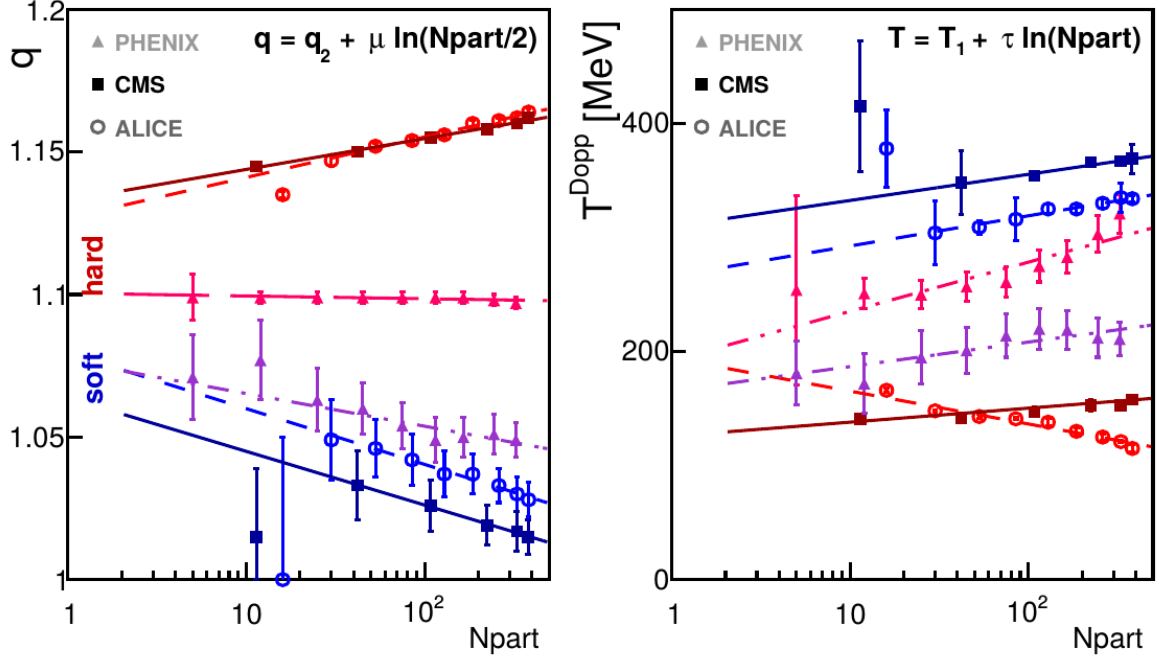 1.2
q
PHENIX
CMS
ALICE
q = q₂ + μ ln(Npart/2)
1.15
hard
1.1
soft
1.05
1
1
10
10²
Npart
T^Dopp [MeV]
PHENIX
CMS
ALICE
T = T₁ + τ ln(Npart)
400
200
0
1
10
10²
Npart